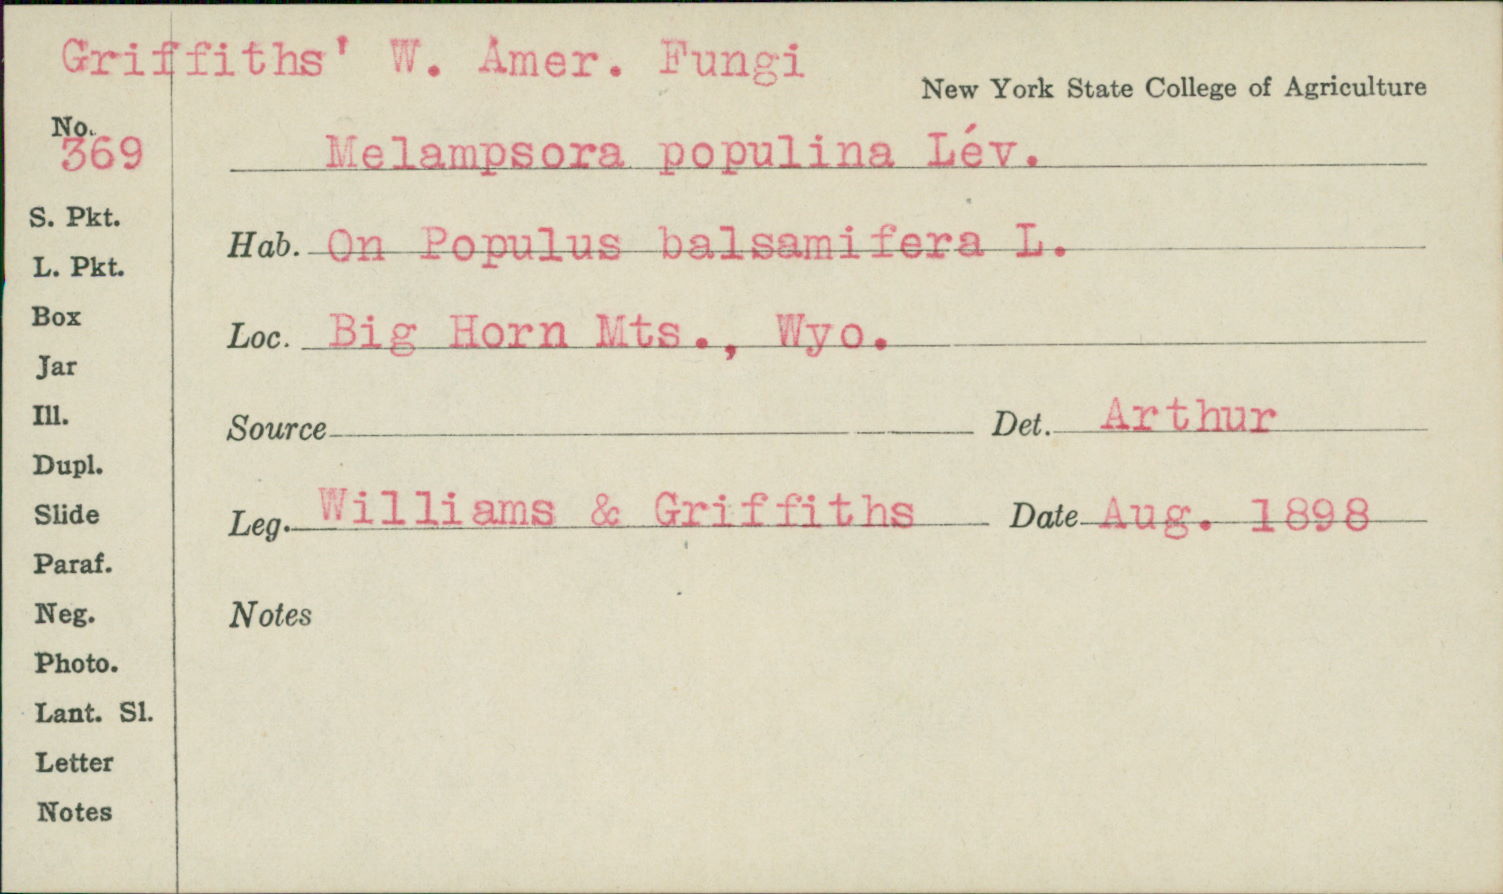 Griffiths' W. Amer. Fungi
New York State College of Agriculture
No.
369
Melampsora populina Lév.
S. Pkt.
Hab. On Populus balsamifera L.
L. Pkt.
Box
Loc. Big Horn Mts., Wyo.
Jar
Ill.
Source Det. Arthur
Dupl.
Slide
Leg. Williams & Griffiths Date Aug. 1898
Paraf.
Neg.
Notes
Photo.
Lant. Sl.
Letter
Notes